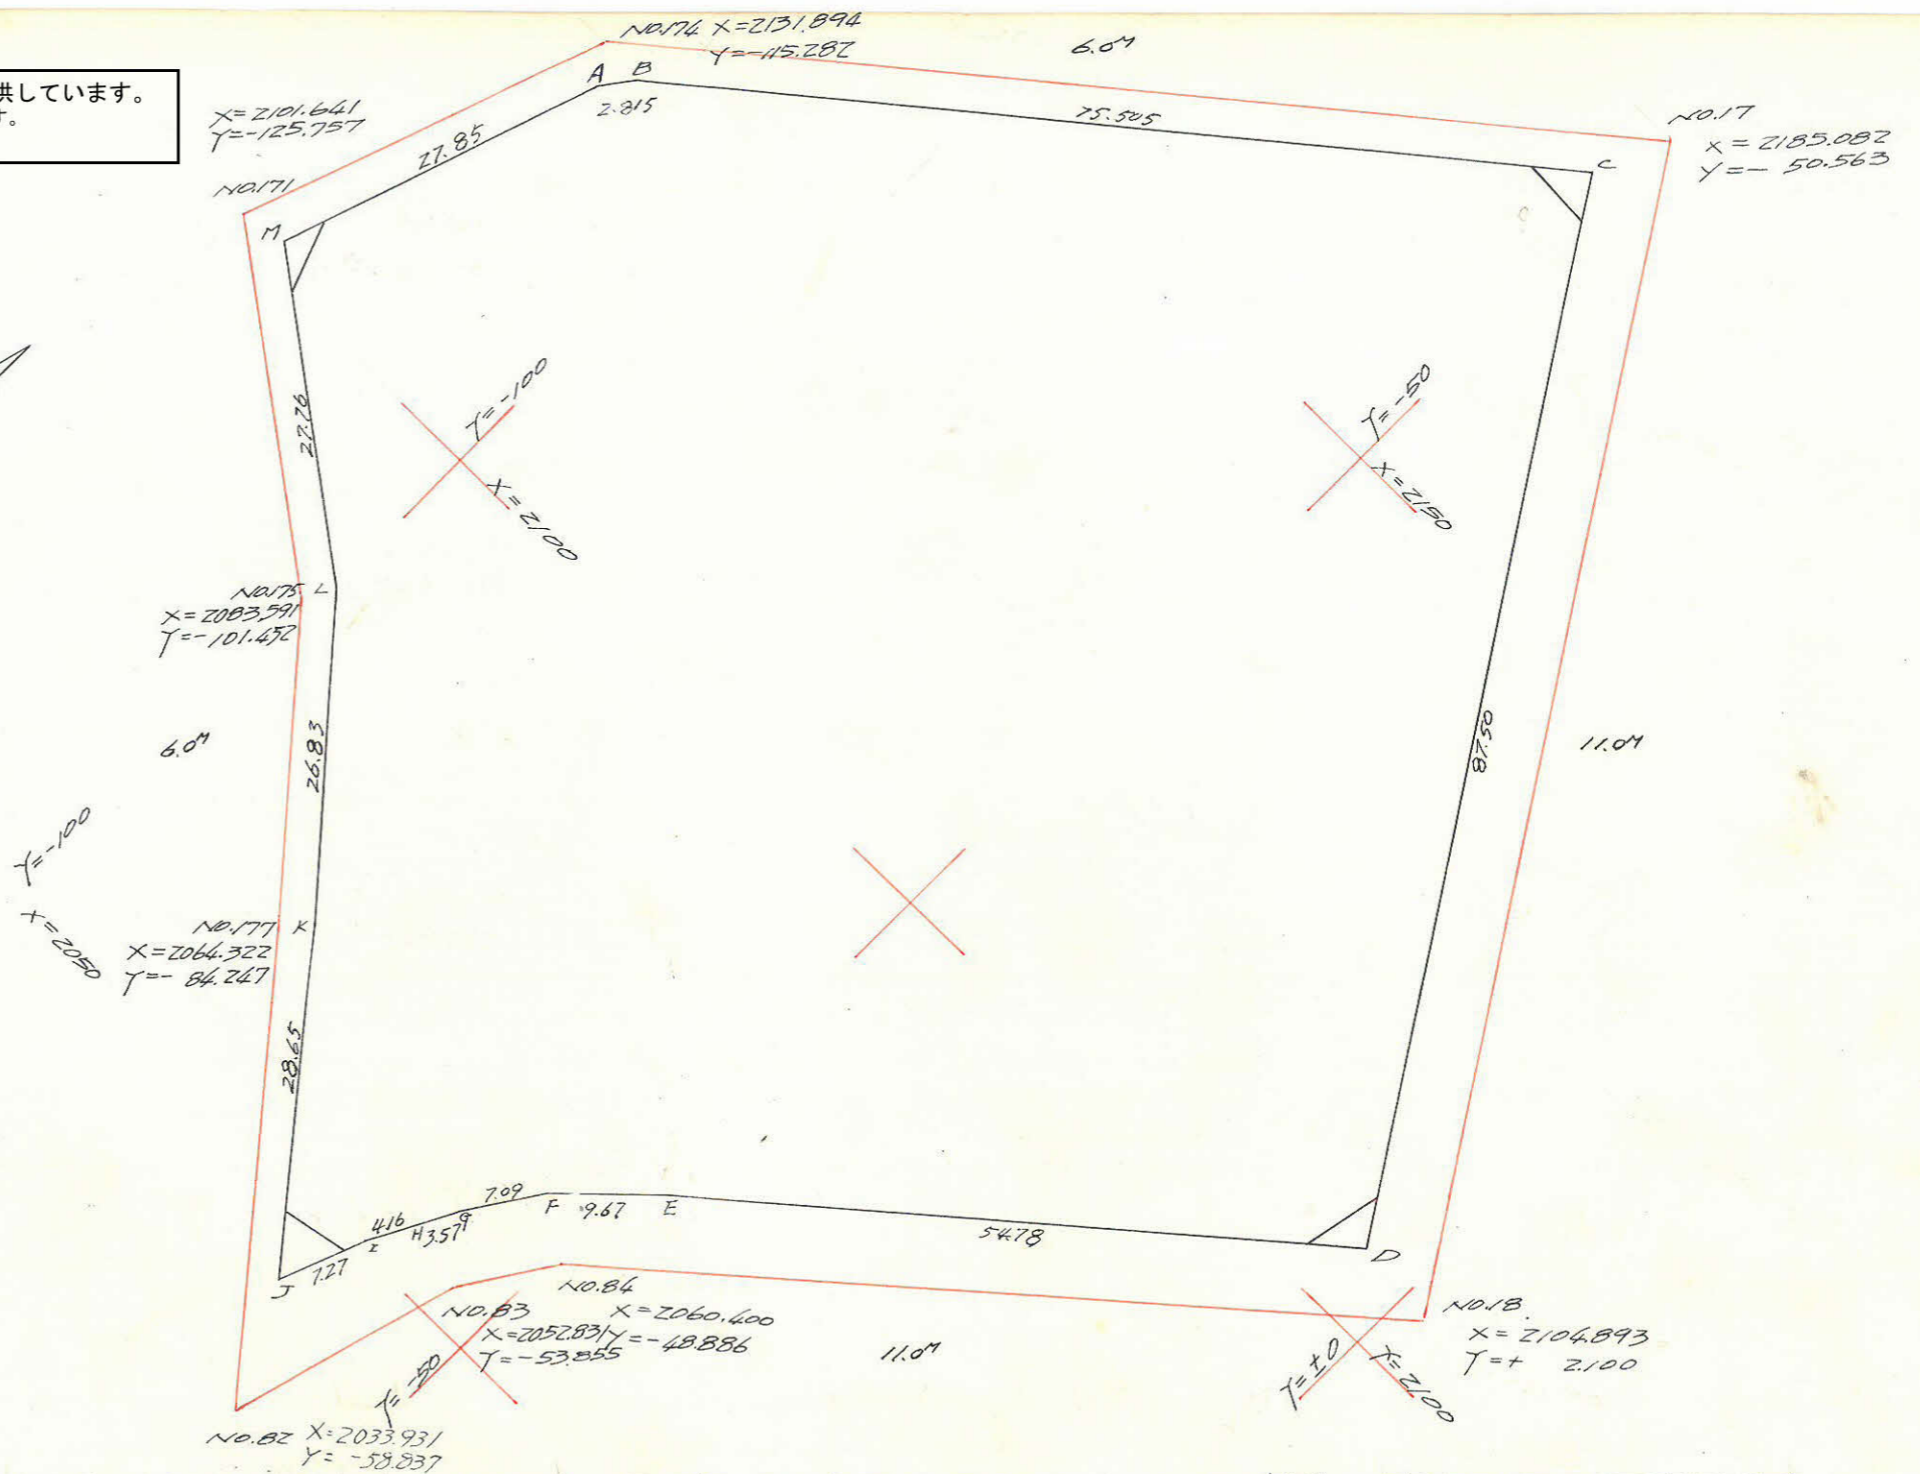 供しています。
す。
NO.174 X=2131.894
Y=-115.282
6.0M
A B
2.815
75.505
X=2101.641
Y=-125.757
27.85
NO.171
M
NO.17
X=2185.082
Y=- 50.563
C
Y=-100
X=2100
Y=-50
X=2150
27.76
NO.175 L
X=2083.591
Y=-101.452
6.0M
26.83
87.50
11.0M
Y=-100
X=2050
NO.177 K
X=2064.322
Y=- 84.247
28.65
7.09
F 9.67 E
4.16
H 3.57 G
I
J 7.27
54.78
D
NO.84
X=2060.400
Y=-48.886
NO.83
X=2052.831
Y=-53.855
11.0M
NO.18.
X=2104.893
Y=+ 2.100
Y=-50
Y=±0
X=2100
NO.82 X=2033.931
Y=-58.837